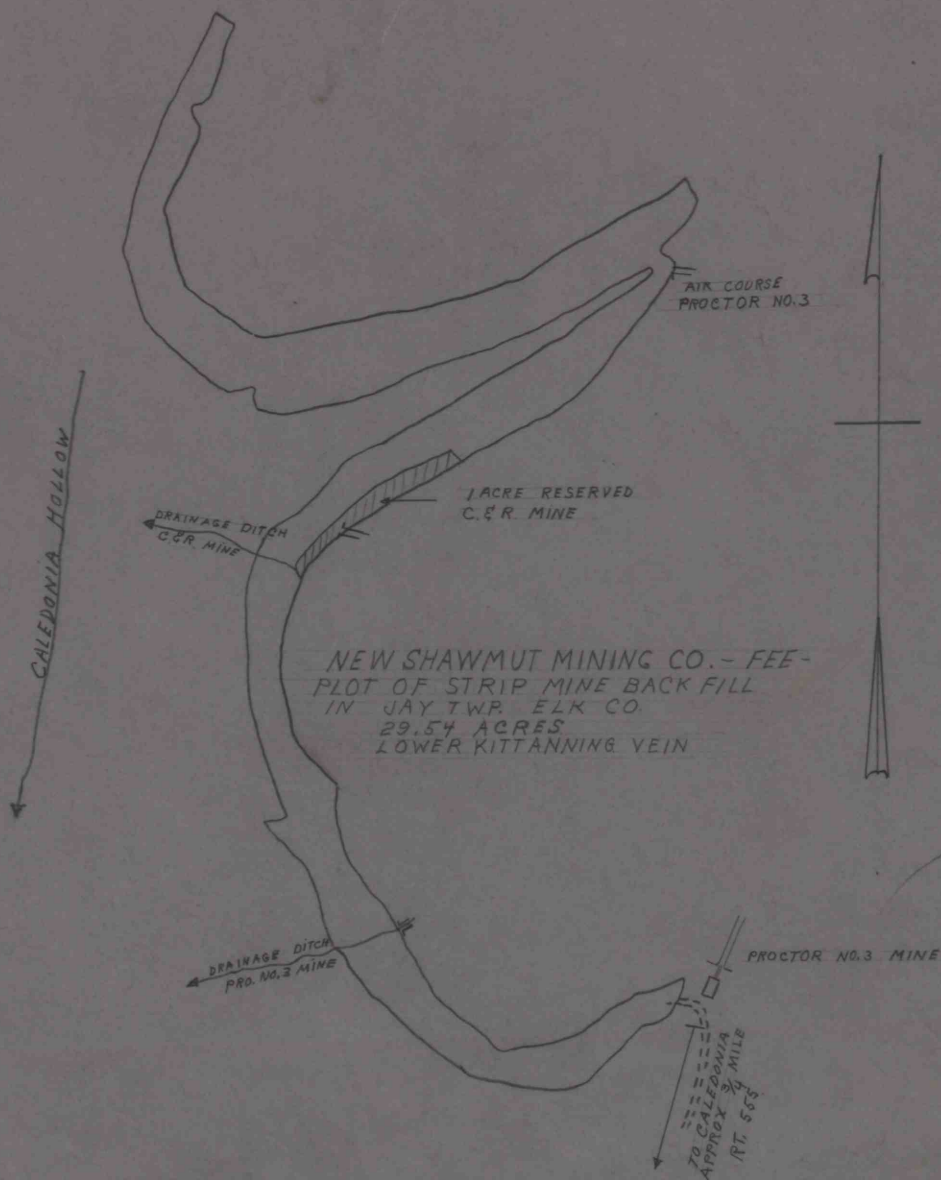 AIR COURSE
PROCTOR NO.3
CALEDONIA HOLLOW
1 ACRE RESERVED
C.&R. MINE
DRAINAGE DITCH
C.&R. MINE
NEW SHAWMUT MINING CO. - FEE -
PLOT OF STRIP MINE BACK FILL
IN JAY TWP. ELK CO.
29.54 ACRES
LOWER KITTANNING VEIN
DRAINAGE DITCH
PRO. NO.3 MINE
PROCTOR NO.3 MINE
TO CALEDONIA
APPROX 3/4 MILE
RT. 555